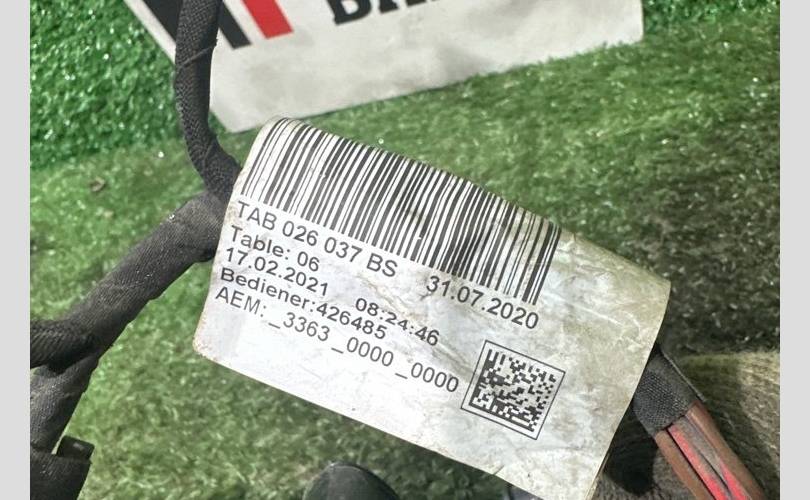 TAB 026 037 BS 31.07.2020
Table: 06
17.02.2021 08:24:46
Bediener:426485
AEM:_3363_0000_0000